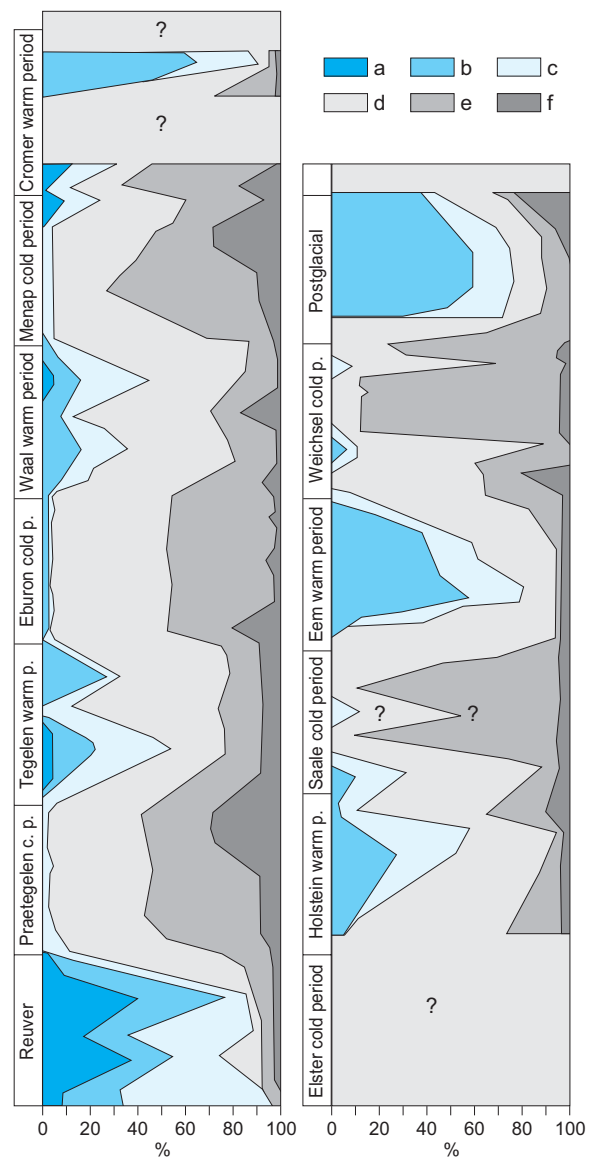 ?
Cromer warm period
a
b
c
d
e
f
?
Menap cold period
Waal warm period
Eburon cold p.
Tegelen warm p.
Praetegelen c. p.
Reuver
0 20 40 60 80 100
%
Postglacial
Weichsel cold p.
Eem warm period
Saale cold period
? ?
Holstein warm p.
Elster cold period
?
0 20 40 60 80 100
%